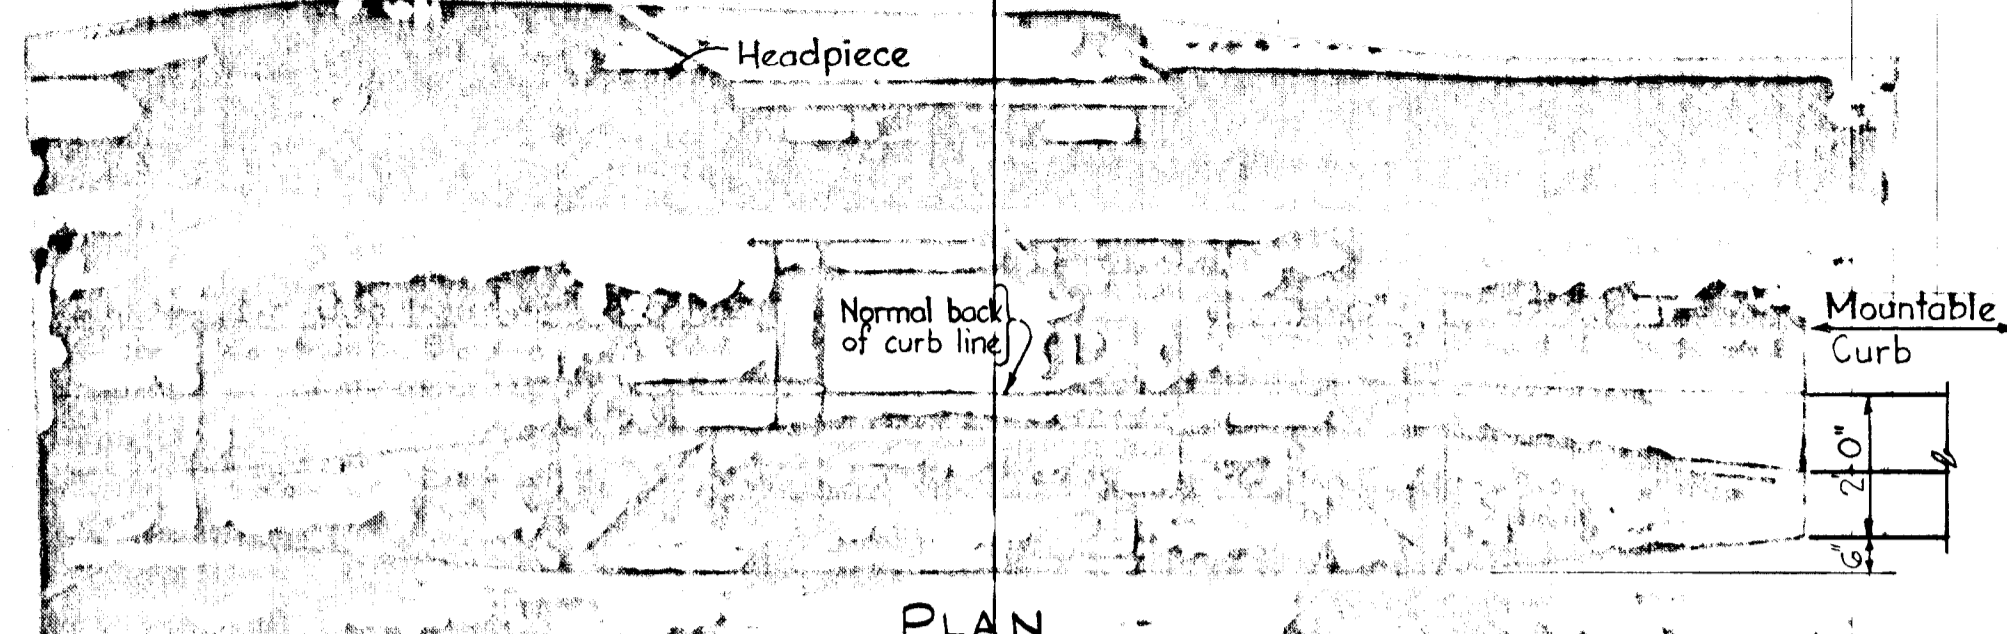 Headpiece
Normal back
of curb line
Mountable
Curb
2'-0"
6"
PLAN